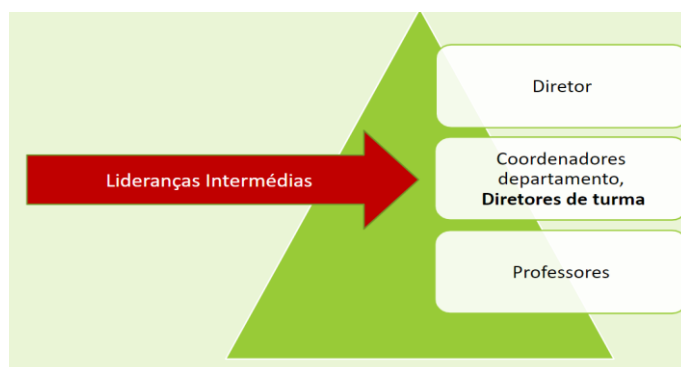 Diretor
Lideranças Intermédias
Coordenadores
departamento,
Diretores de turma
Professores